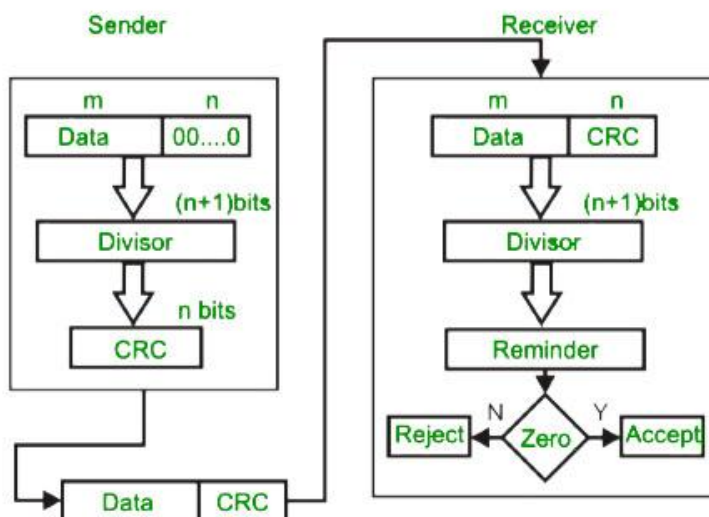 Sender
m n
Data 00....0
(n+1)bits
Divisor
n bits
CRC
Data CRC
Receiver
m n
Data CRC
(n+1)bits
Divisor
Reminder
N Y
Reject Zero Accept